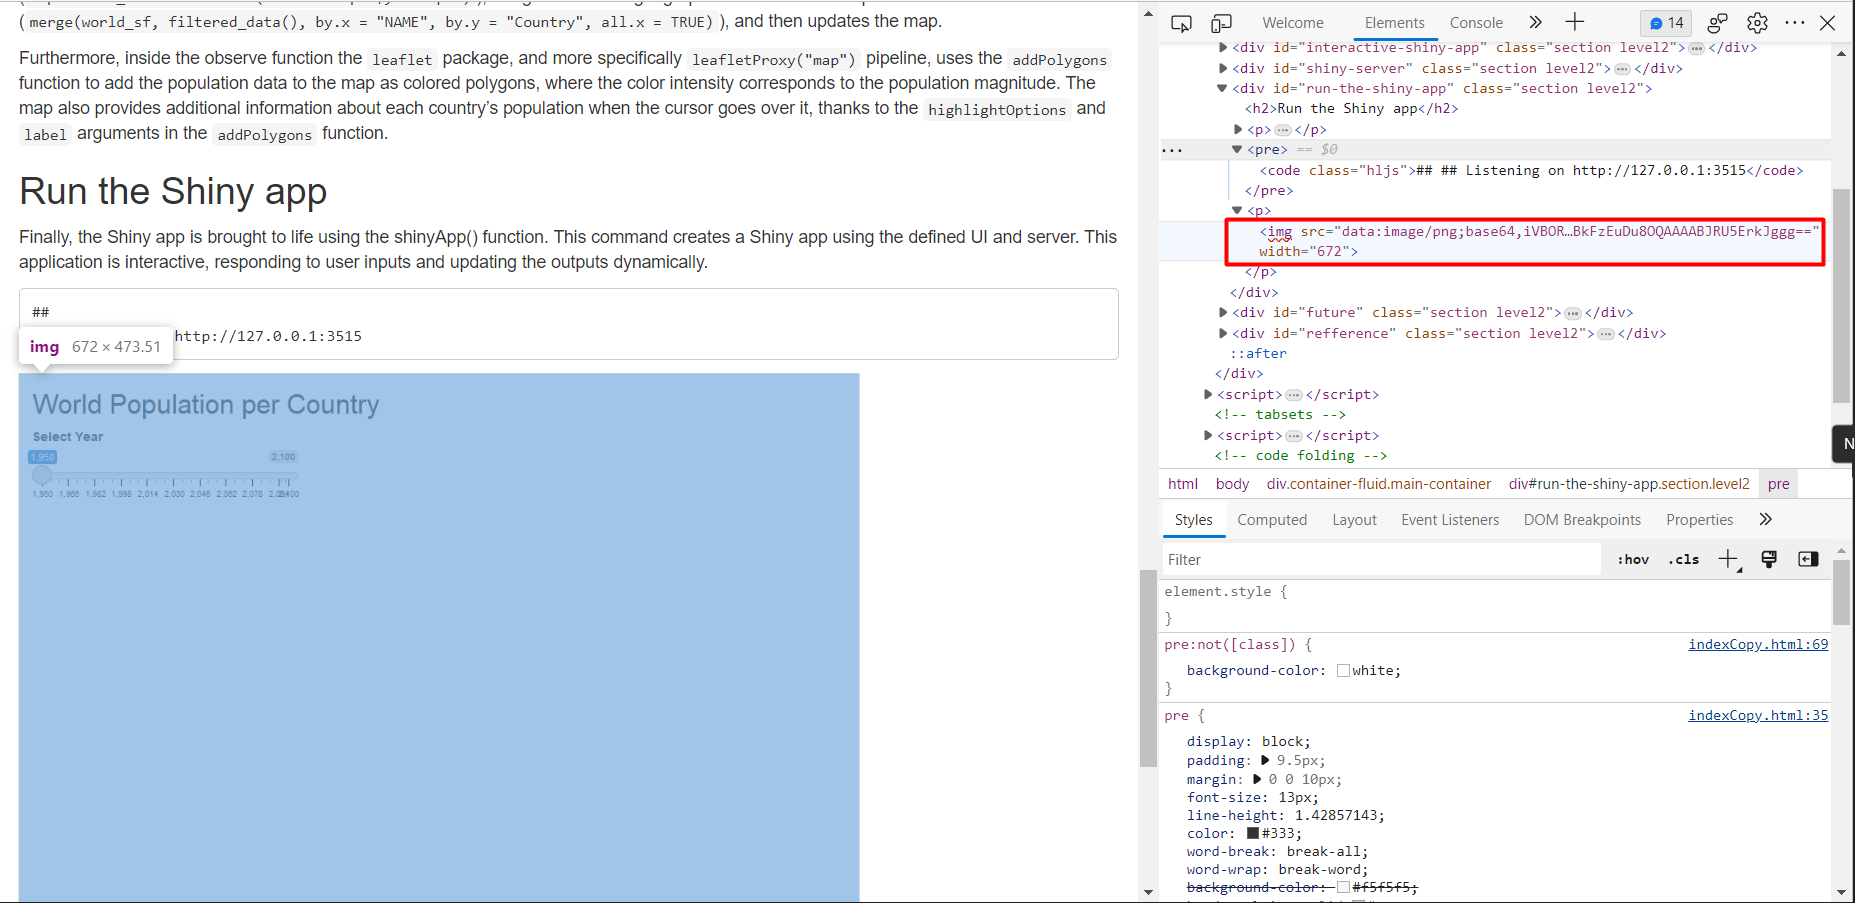 (merge(world_sf, filtered_data(), by.x = "NAME", by.y = "Country", all.x = TRUE)), and then updates the map.
Furthermore, inside the observe function the leaflet package, and more specifically leafletProxy("map") pipeline, uses the addPolygons
function to add the population data to the map as colored polygons, where the color intensity corresponds to the population magnitude. The
map also provides additional information about each country's population when the cursor goes over it, thanks to the highlightOptions and
label arguments in the addPolygons function.
Run the Shiny app
Finally, the Shiny app is brought to life using the shinyApp() function. This command creates a Shiny app using the defined UI and server. This
application is interactive, responding to user inputs and updating the outputs dynamically.
##
http://127.0.0.1:3515
img 672 × 473.51
World Population per Country
Select Year
1,950 2,100
1,950 1,966 1,982 1,998 2,014 2,030 2,046 2,062 2,078 2,100
Welcome Elements Console 14
<div id="interactive-shiny-app" class="section level2">…</div>
<div id="shiny-server" class="section level2">…</div>
<div id="run-the-shiny-app" class="section level2">
<h2>Run the Shiny app</h2>
<p>…</p>
… <pre> == $0
<code class="hljs">## ## Listening on http://127.0.0.1:3515</code>
</pre>
<p>
<img src="data:image/png;base64,iVBOR…BkFzEuDu8OQAAAABJRU5ErkJggg=="
width="672">
</p>
</div>
<div id="future" class="section level2">…</div>
<div id="refference" class="section level2">…</div>
::after
</div>
<script>…</script>
<!-- tabsets -->
<script>…</script>
<!-- code folding -->
N
html body div.container-fluid.main-container div#run-the-shiny-app.section.level2 pre
Styles Computed Layout Event Listeners DOM Breakpoints Properties
Filter :hov .cls
element.style {
}
pre:not([class]) { indexCopy.html:69
background-color: white;
}
pre { indexCopy.html:35
display: block;
padding: 9.5px;
margin: 0 0 10px;
font-size: 13px;
line-height: 1.42857143;
color: #333;
word-break: break-all;
word-wrap: break-word;
background-color: #f5f5f5;